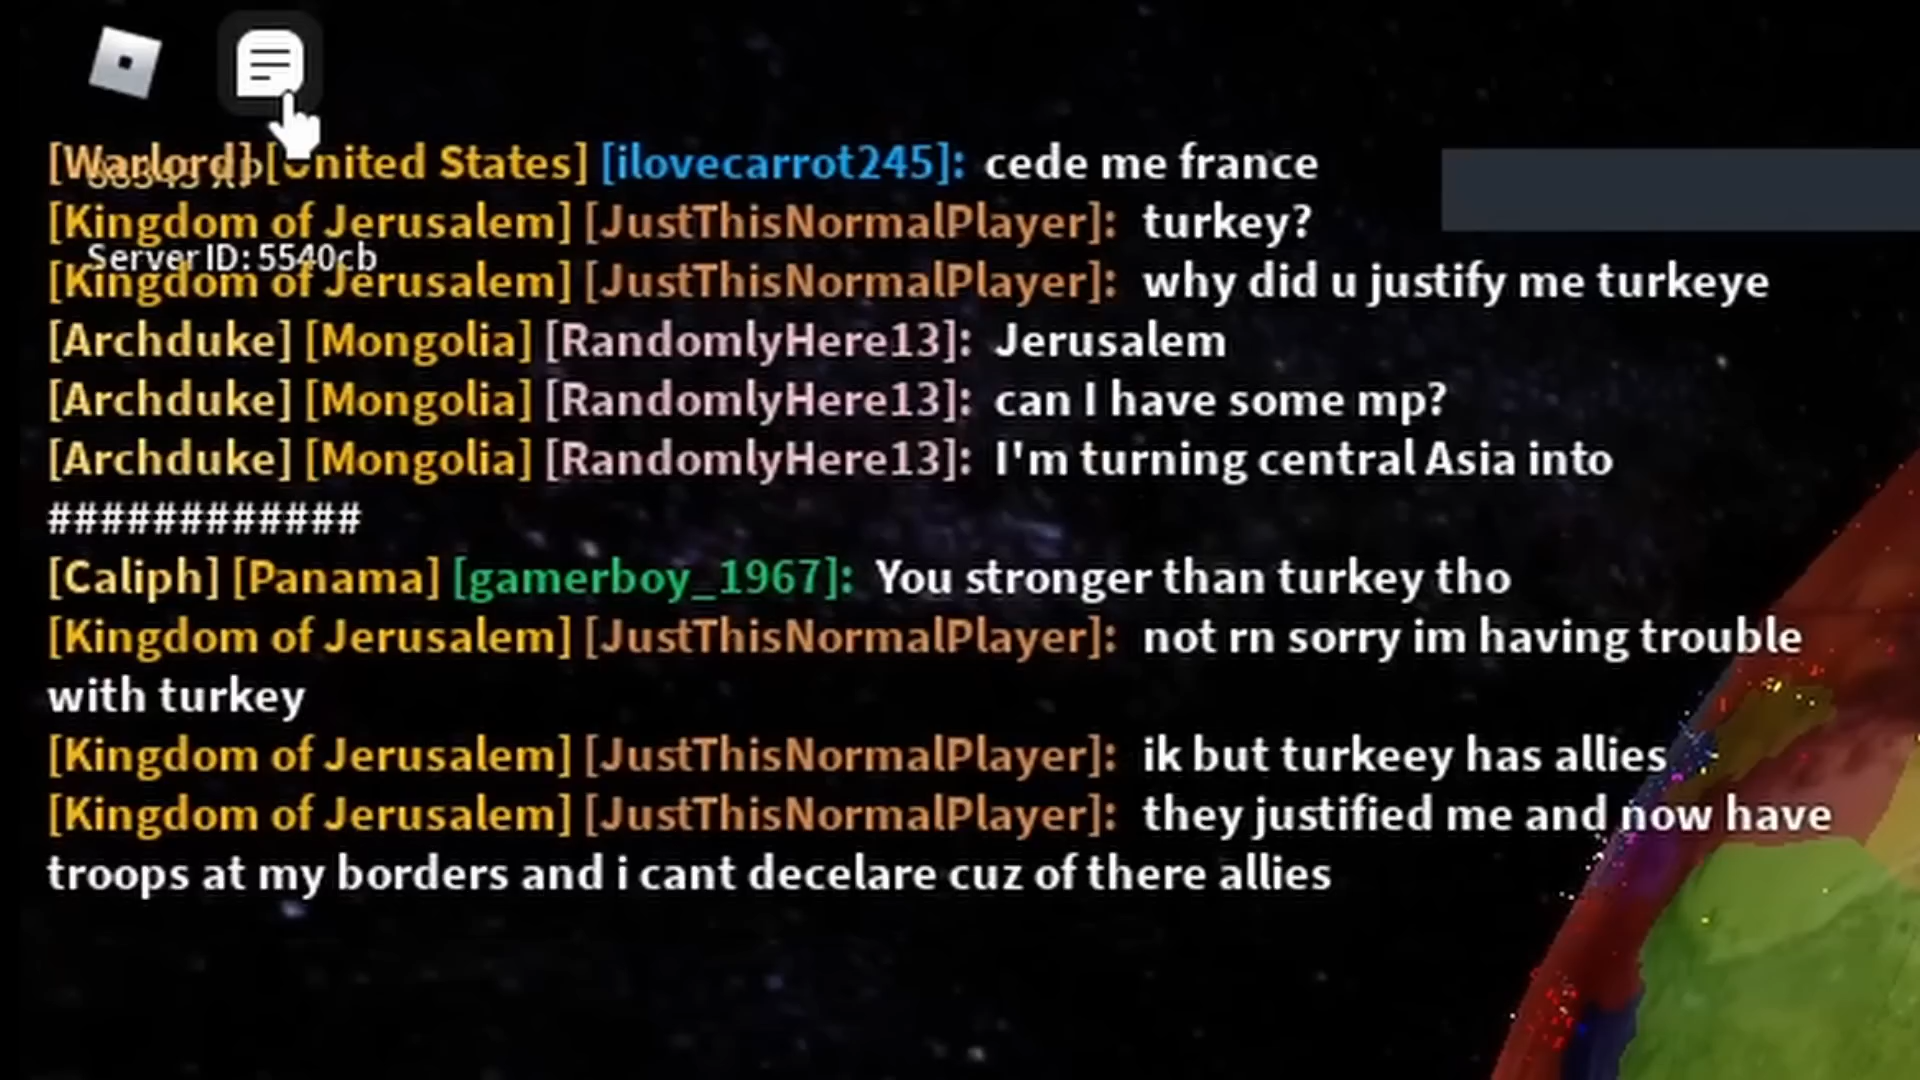 [Warlord] [United States] [ilovecarrot245]: cede me france
[Kingdom of Jerusalem] [JustThisNormalPlayer]: turkey?
Server ID: 5540cb
[Kingdom of Jerusalem] [JustThisNormalPlayer]: why did u justify me turkeye
[Archduke] [Mongolia] [RandomlyHere13]: Jerusalem
[Archduke] [Mongolia] [RandomlyHere13]: can I have some mp?
[Archduke] [Mongolia] [RandomlyHere13]: I'm turning central Asia into
############
[Caliph] [Panama] [gamerboy_1967]: You stronger than turkey tho
[Kingdom of Jerusalem] [JustThisNormalPlayer]: not rn sorry im having trouble
with turkey
[Kingdom of Jerusalem] [JustThisNormalPlayer]: ik but turkeey has allies
[Kingdom of Jerusalem] [JustThisNormalPlayer]: they justified me and now have
troops at my borders and i cant decelare cuz of there allies